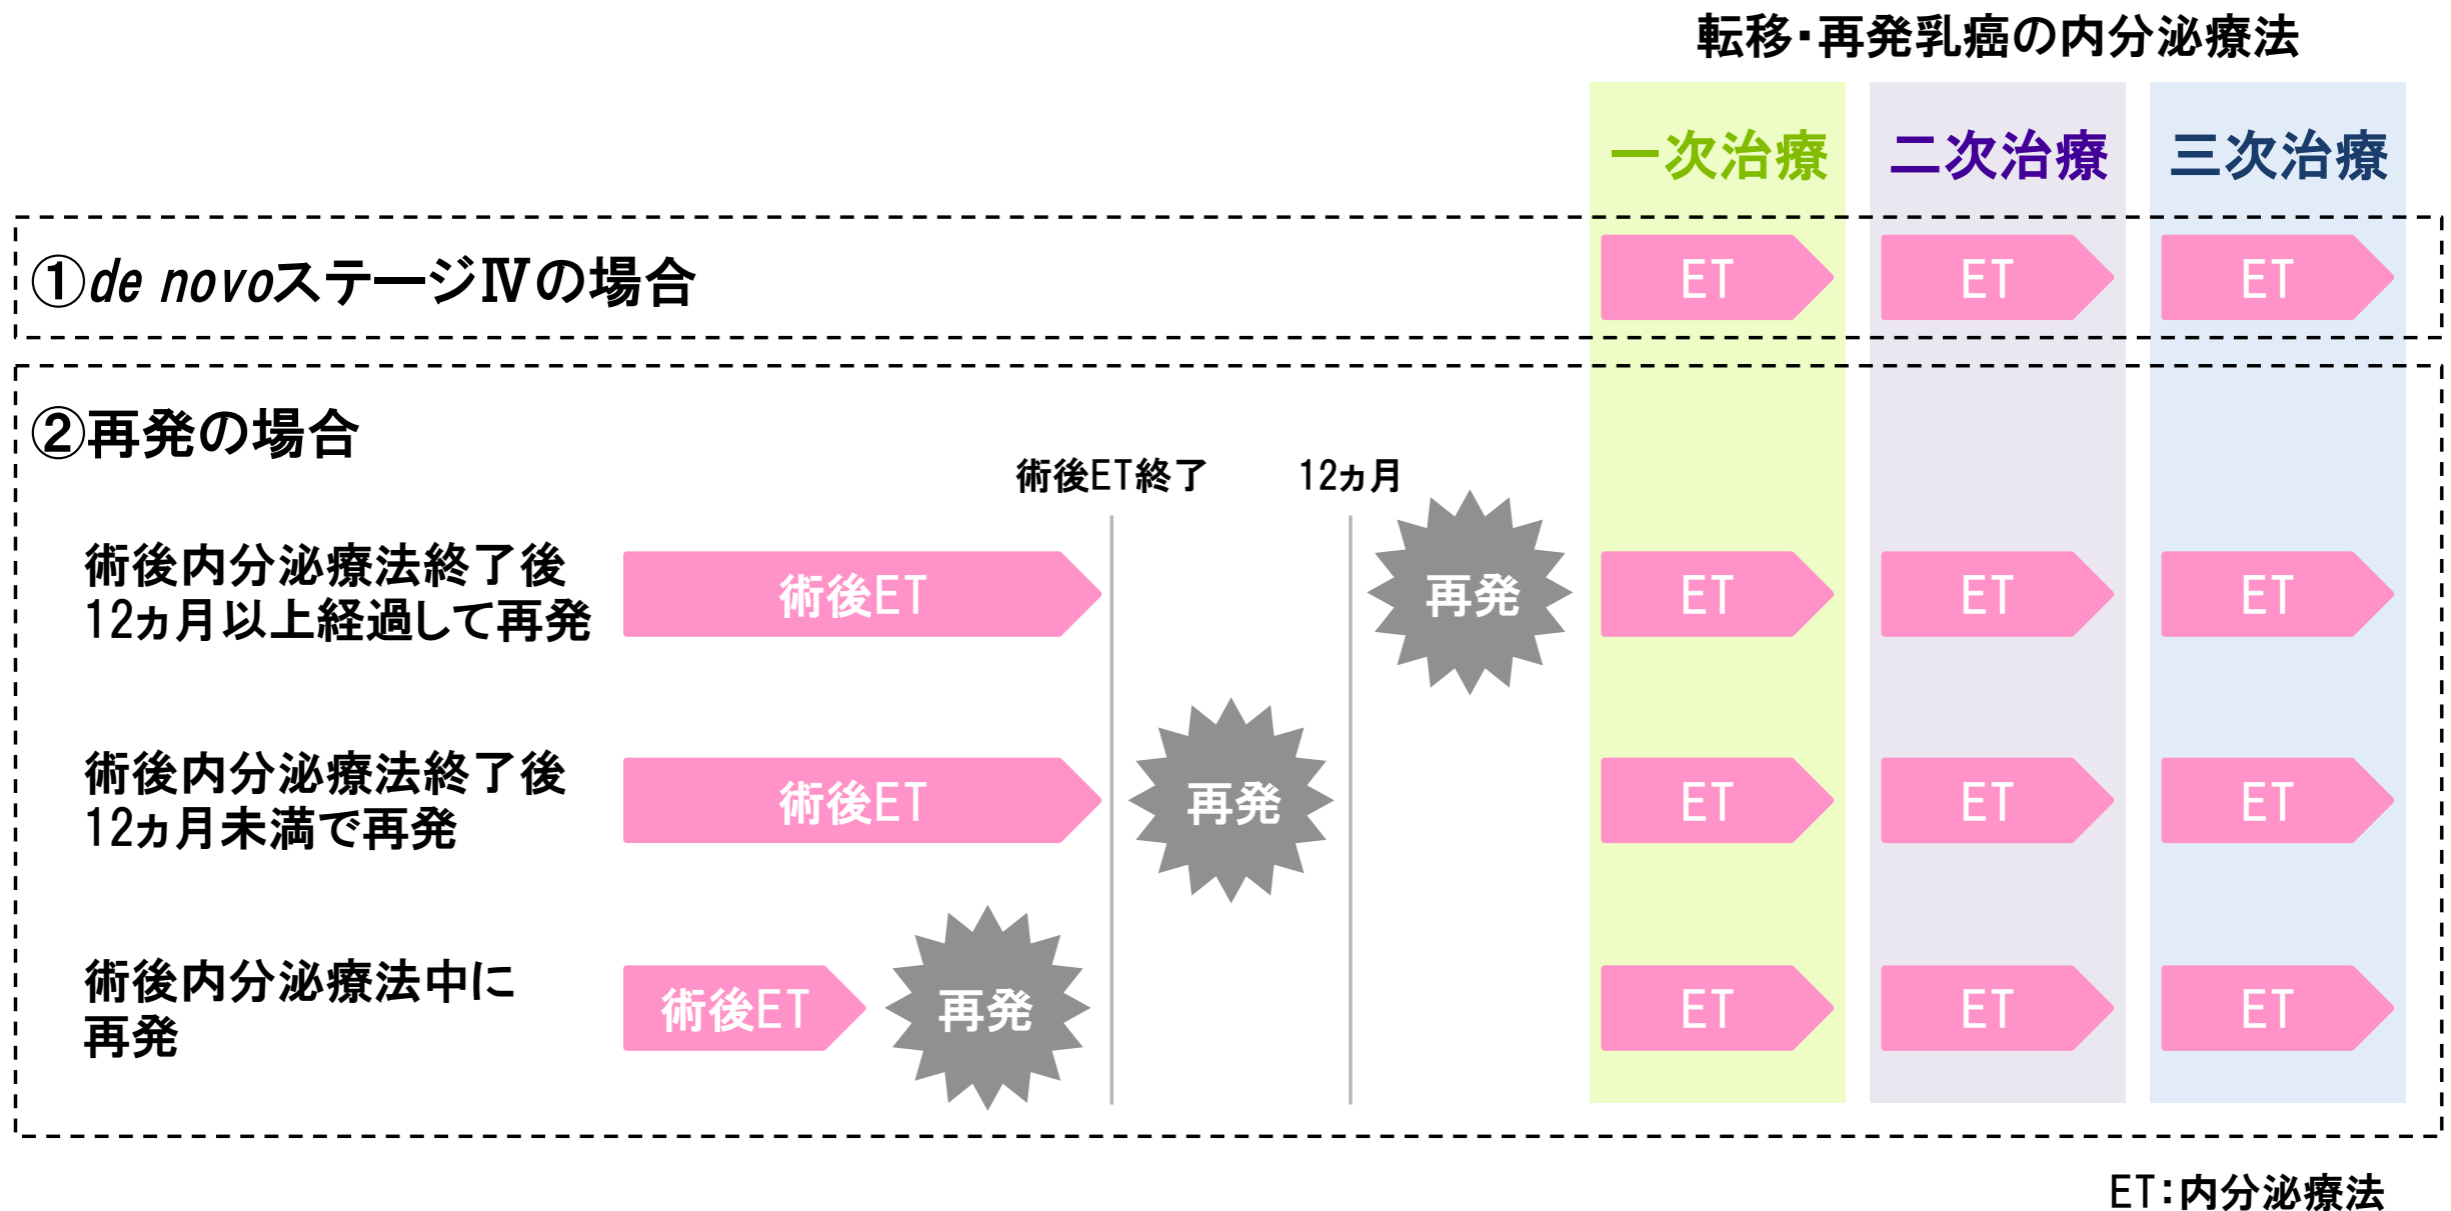 転移・再発乳癌の内分泌療法
一次治療 二次治療 三次治療
①de novoステージⅣの場合 ET ET ET
②再発の場合
術後ET終了 12ヵ月
術後内分泌療法終了後
12ヵ月以上経過して再発
術後ET 再発 ET ET ET
術後内分泌療法終了後
12ヵ月未満で再発
術後ET 再発 ET ET ET
術後内分泌療法中に
再発
術後ET 再発 ET ET ET
ET：内分泌療法